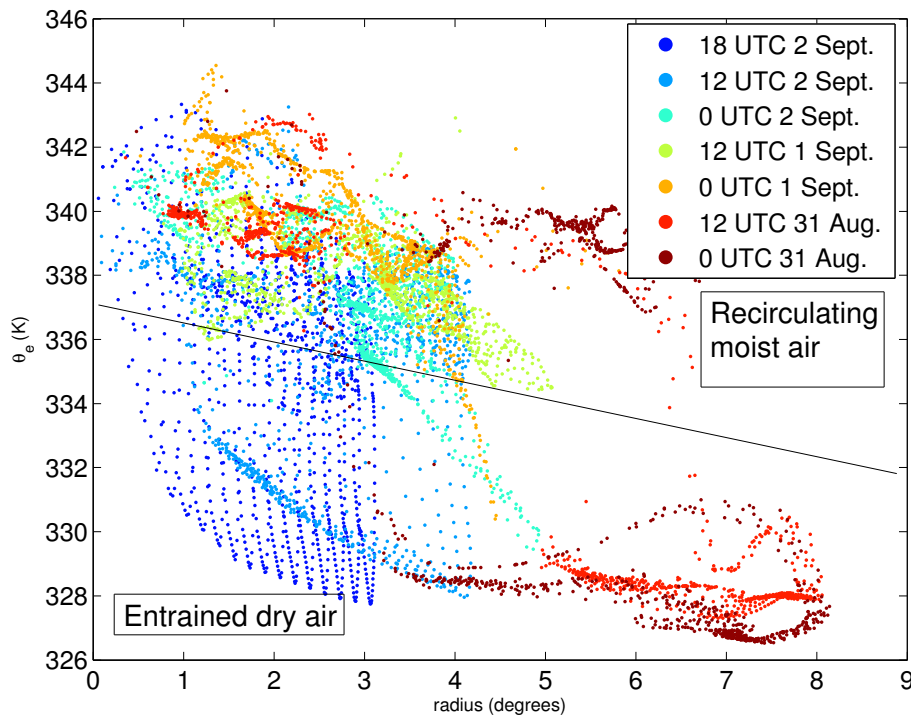 346
344
342
340
338
336
334
332
330
328
326
θe (K)
18 UTC 2 Sept.
12 UTC 2 Sept.
0 UTC 2 Sept.
12 UTC 1 Sept.
0 UTC 1 Sept.
12 UTC 31 Aug.
0 UTC 31 Aug.
Recirculating
moist air
Entrained dry air
0 1 2 3 4 5 6 7 8 9
radius (degrees)